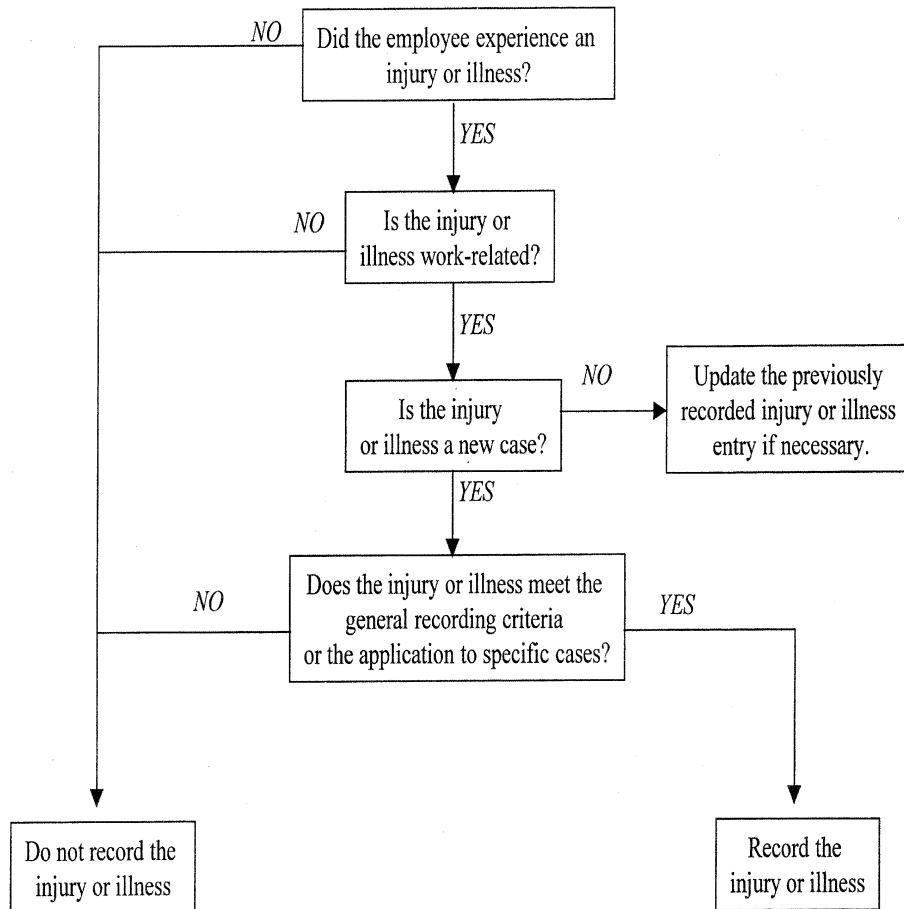 NO
Did the employee experience an
injury or illness?
YES
NO
Is the injury or
illness work-related?
YES
Is the injury
or illness a new case?
NO
Update the previously
recorded injury or illness
entry if necessary.
YES
NO
Does the injury or illness meet the
general recording criteria
or the application to specific cases?
YES
Do not record the
injury or illness
Record the
injury or illness